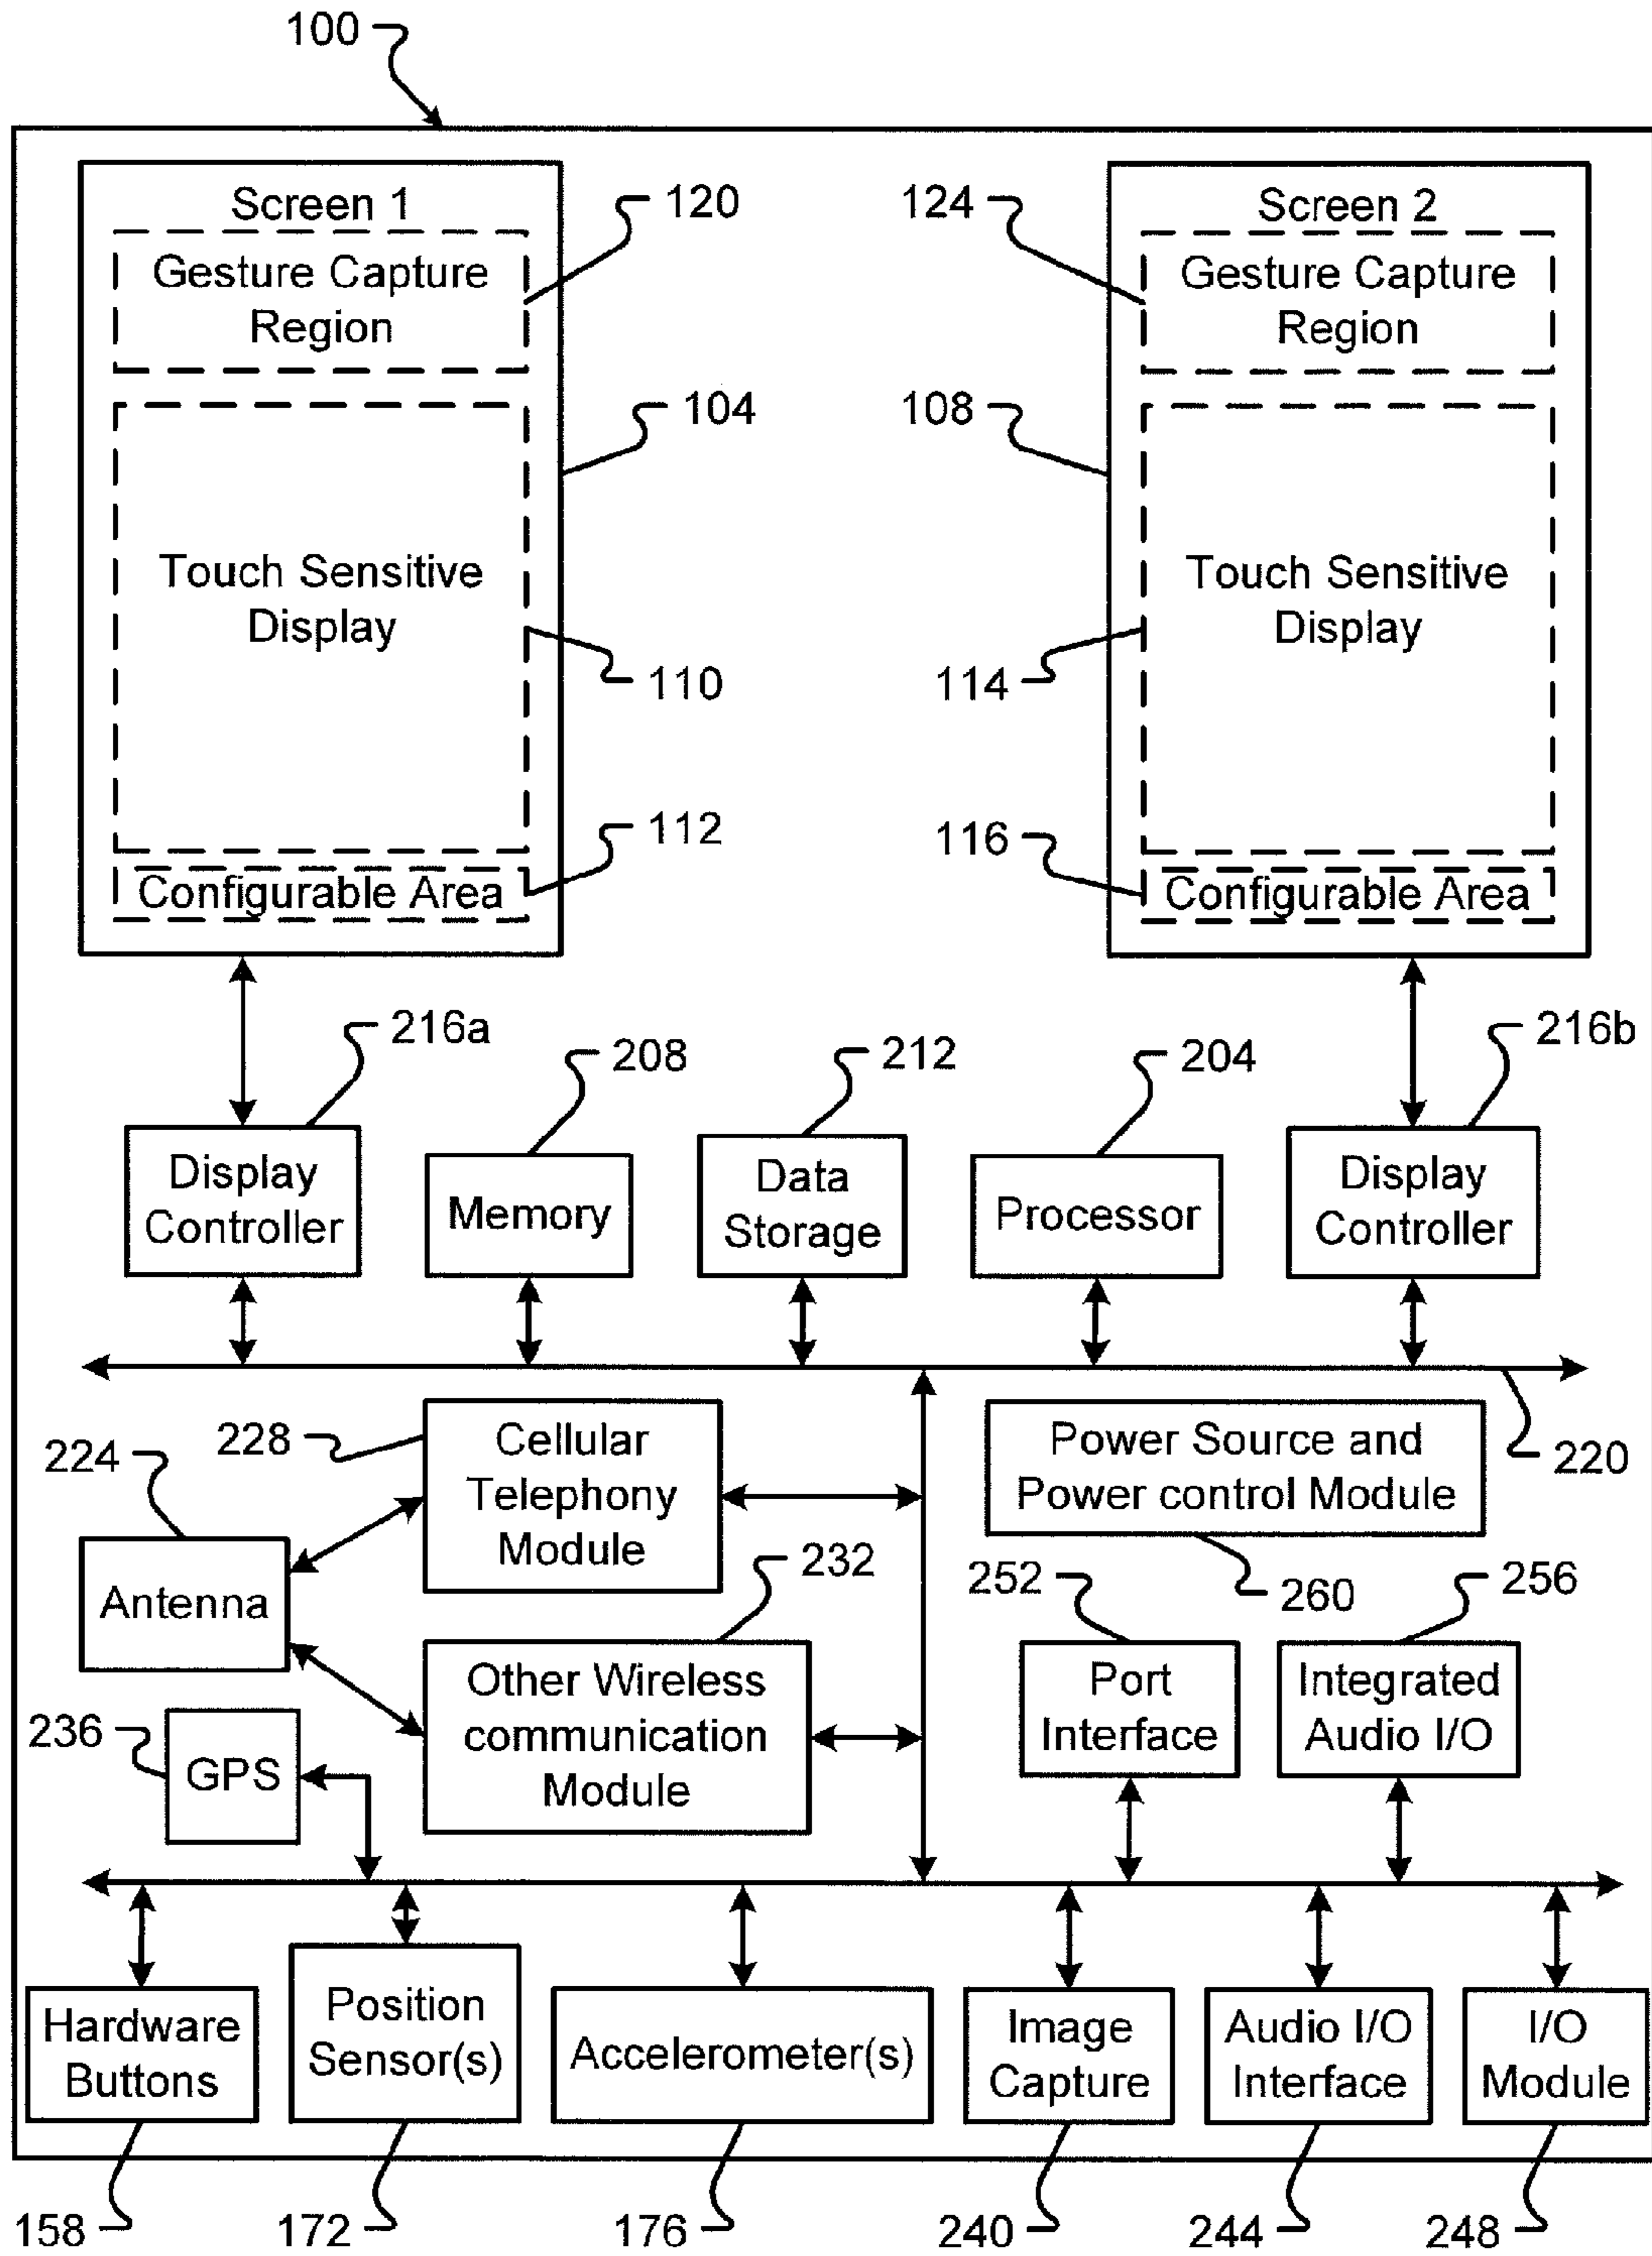 100
Screen 1
120
124
Screen 2
Gesture Capture
Region
Gesture Capture
Region
104
108
Touch Sensitive
Display
Touch Sensitive
Display
110
114
112
116
Configurable Area
Configurable Area
216a
208
212
204
216b
Display
Controller
Memory
Data
Storage
Processor
Display
Controller
224
228
Cellular
Telephony
Module
Power Source and
Power control Module
220
Antenna
232
252
260
256
236
GPS
Other Wireless
communication
Module
Port
Interface
Integrated
Audio I/O
Hardware
Buttons
Position
Sensor(s)
Accelerometer(s)
Image
Capture
Audio I/O
Interface
I/O
Module
158
172
176
240
244
248